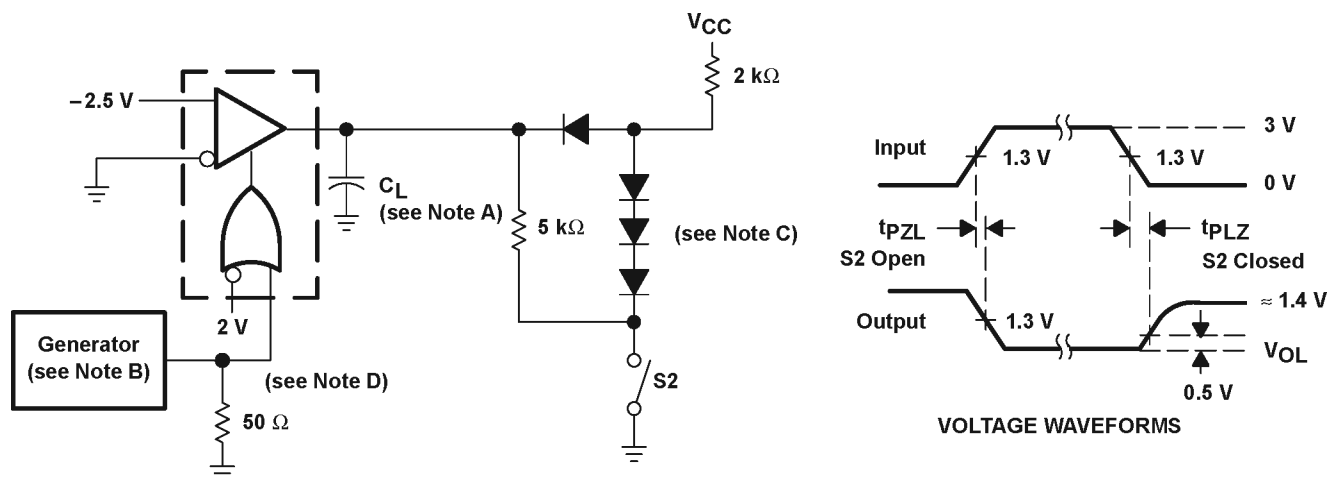 VCC
2 kΩ
−2.5 V
CL
(see Note A)
5 kΩ
(see Note C)
2 V
Generator
(see Note B)
(see Note D)
50 Ω
S2
Input
3 V
1.3 V
1.3 V
0 V
tPZL
S2 Open
tPLZ
S2 Closed
Output
1.3 V
≈ 1.4 V
VOL
0.5 V
VOLTAGE WAVEFORMS